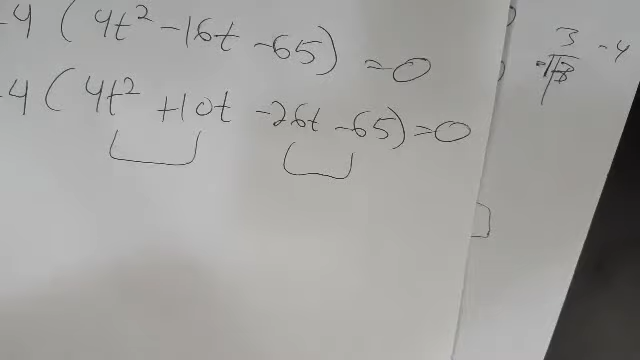 -4 (4t² -16t -65) = 0
-4 (4t² +10t -26t -65) = 0
3 -4